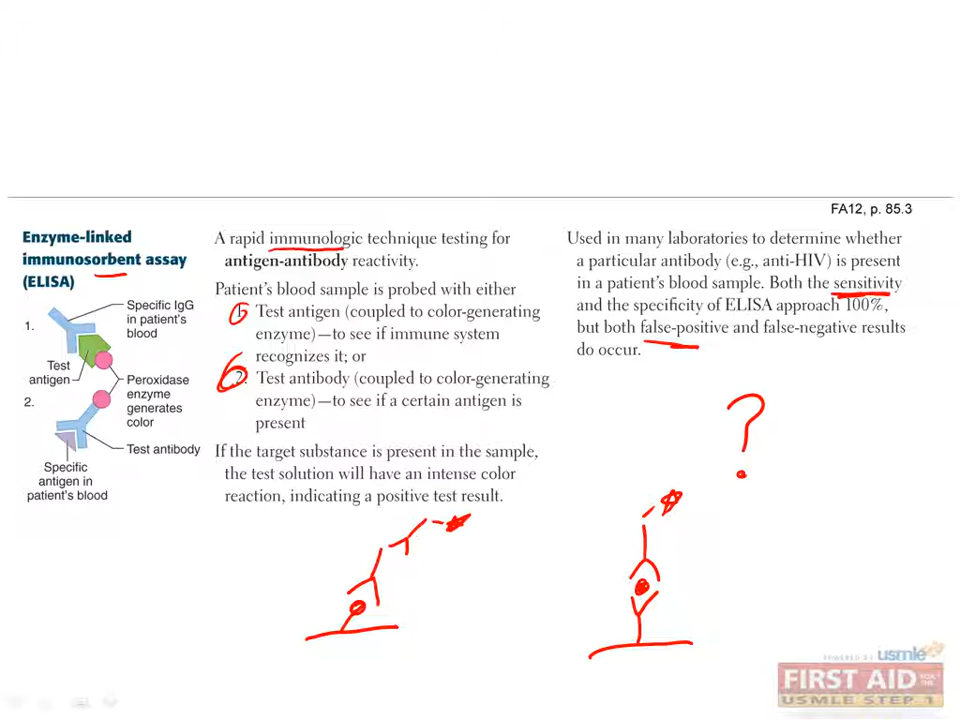 FA12, p. 85.3
Enzyme-linked
immunosorbent assay
(ELISA)
1.
Specific IgG
in patient's
blood
Test
antigen
Peroxidase
enzyme
generates
color
2.
Test antibody
Specific
antigen in
patient's blood
A rapid immunologic technique testing for
antigen-antibody reactivity.
Patient's blood sample is probed with either
1. Test antigen (coupled to color-generating
enzyme)—to see if immune system
recognizes it; or
2. Test antibody (coupled to color-generating
enzyme)—to see if a certain antigen is
present
If the target substance is present in the sample,
the test solution will have an intense color
reaction, indicating a positive test result.
Used in many laboratories to determine whether
a particular antibody (e.g., anti-HIV) is present
in a patient's blood sample. Both the sensitivity
and the specificity of ELISA approach 100%,
but both false-positive and false-negative results
do occur.
?
POWERED BY usmle
FIRST AID FOR THE
USMLE STEP 1